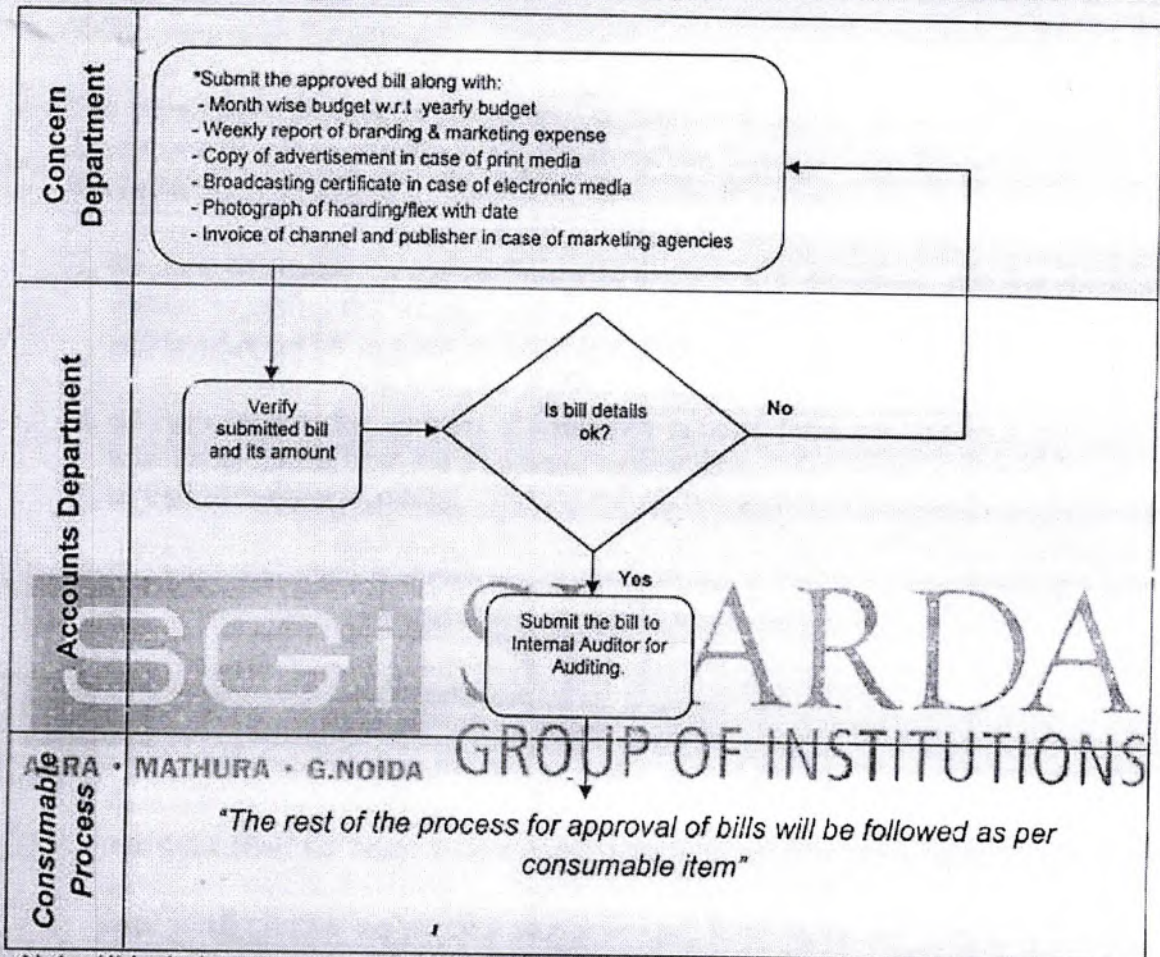 Concern
Department
*Submit the approved bill along with:
- Month wise budget w.r.t .yearly budget
- Weekly report of branding & marketing expense
- Copy of advertisement in case of print media
- Broadcasting certificate in case of electronic media
- Photograph of hoarding/flex with date
- Invoice of channel and publisher in case of marketing agencies
Accounts Department
Verify
submitted bill
and its amount
Is bill details
ok?
No
Yes
Submit the bill to
Internal Auditor for
Auditing.
SGI
ARDA
GROUP OF INSTITUTIONS
MATHURA • G.NOIDA
Consumable
Process
"The rest of the process for approval of bills will be followed as per
consumable item"